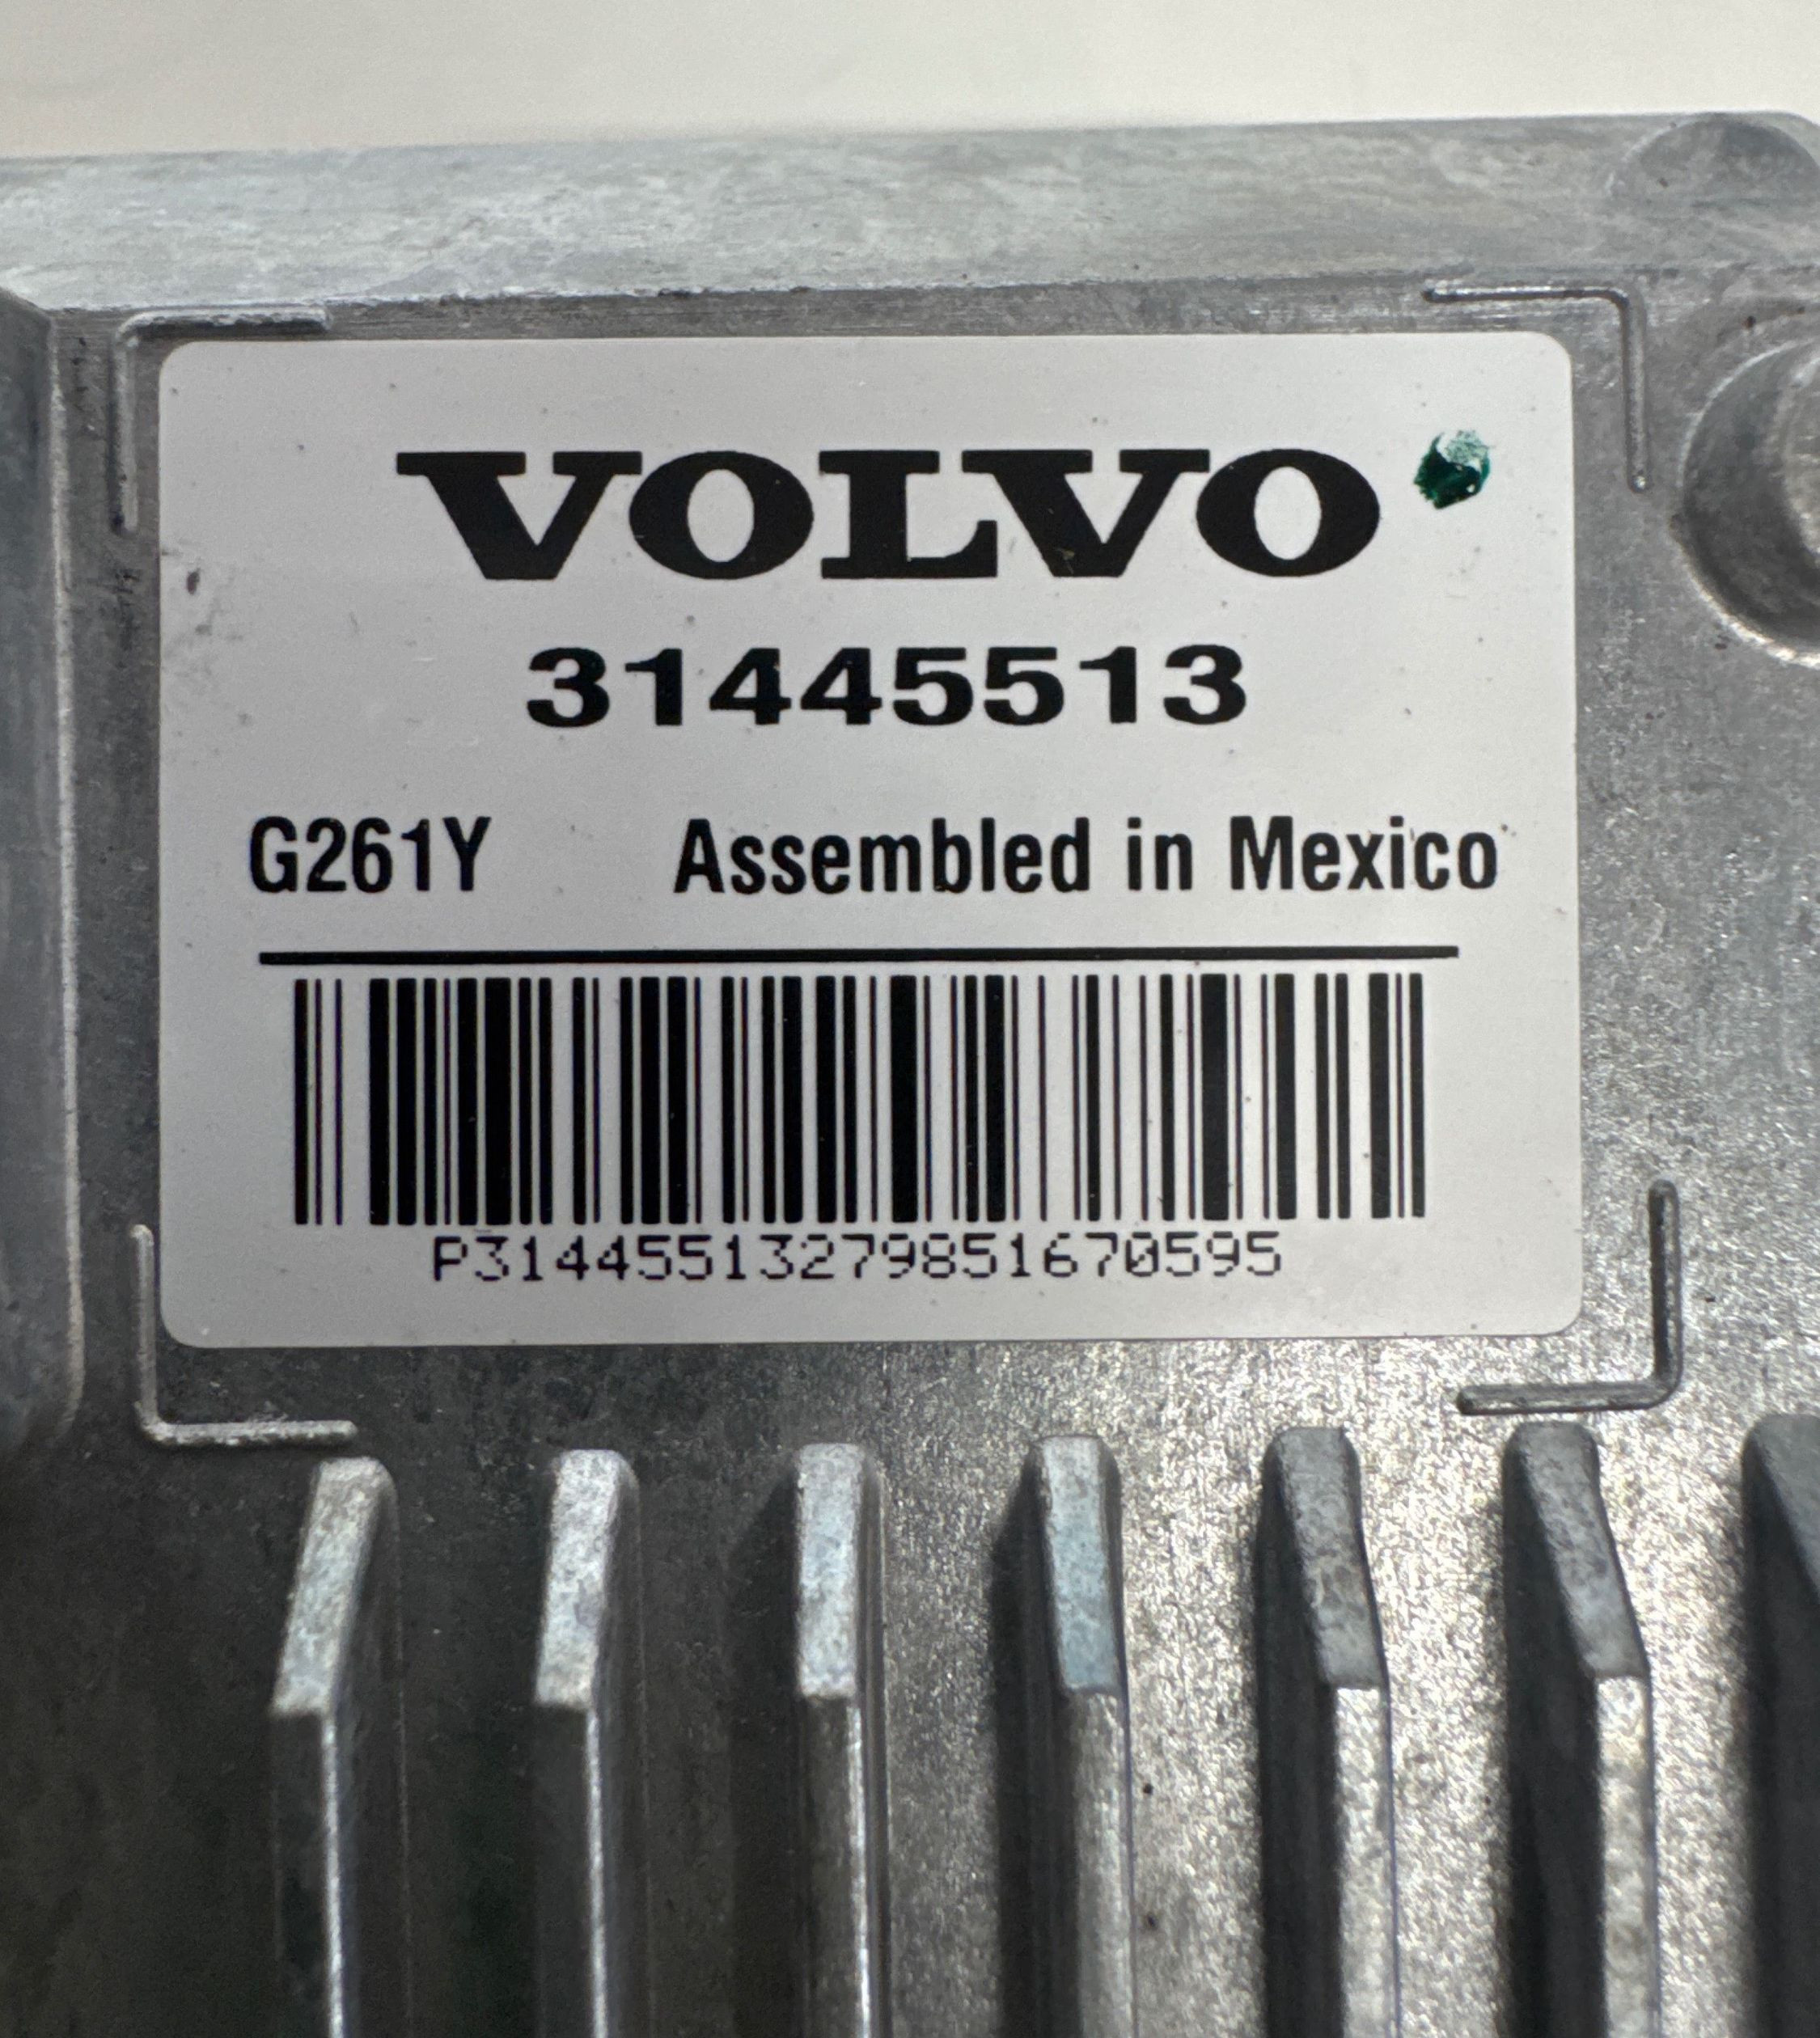 VOLVO
31445513
G261Y Assembled in Mexico
P31445513279851670595